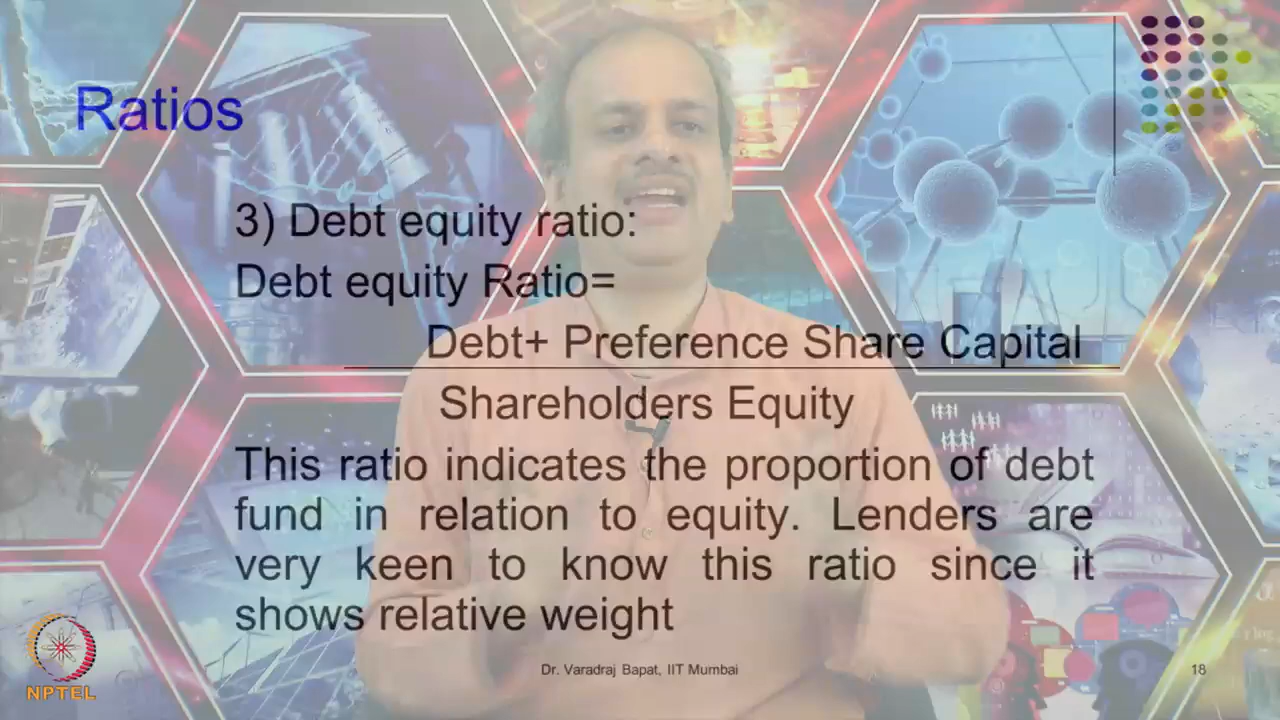 Ratios
3) Debt equity ratio:
Debt equity Ratio=
Debt+ Preference Share Capital
Shareholders Equity
This ratio indicates the proportion of debt
fund in relation to equity. Lenders are
very keen to know this ratio since it
shows relative weight
NPTEL
Dr. Varadraj Bapat, IIT Mumbai
18